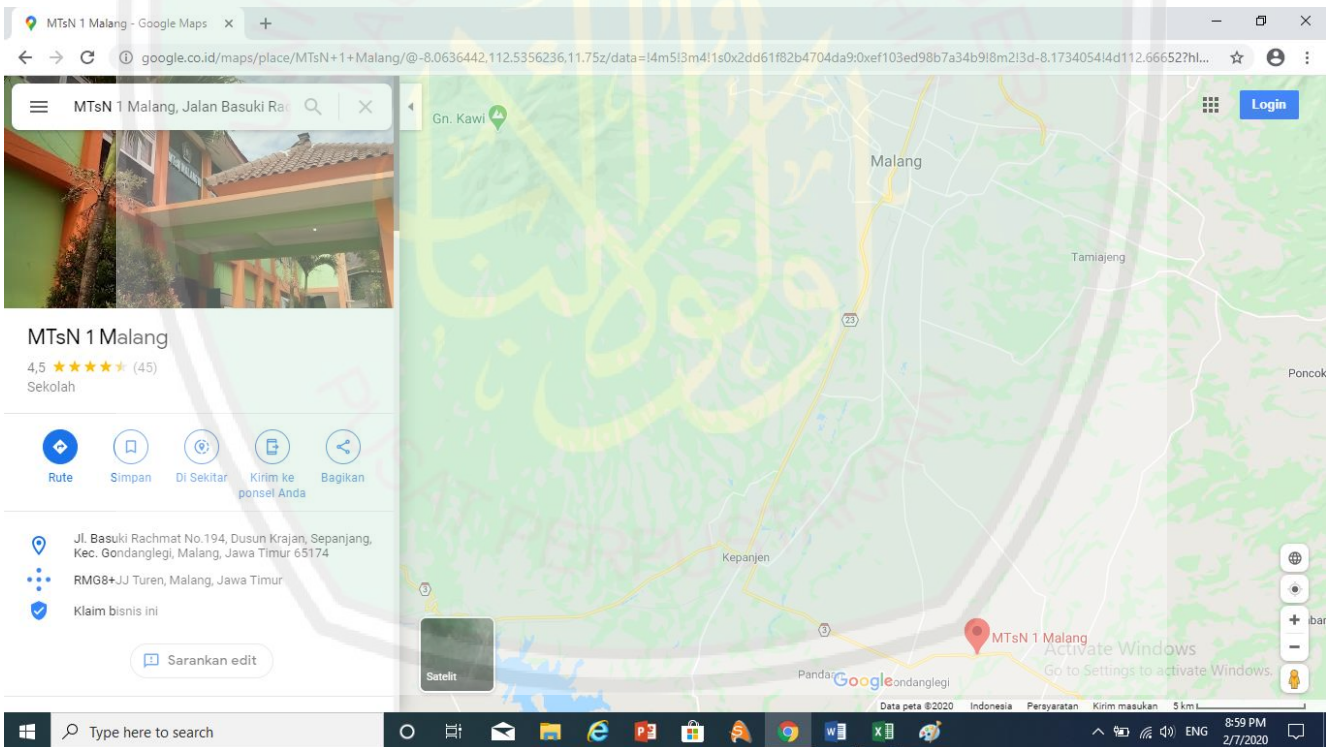 MTsN 1 Malang - Google Maps
google.co.id/maps/place/MTsN+1+Malang/@-8.0636442,112.5356236,11.75z/data=!4m5!3m4!1s0x2dd61f82b4704da9:0xef103ed98b7a34b9!8m2!3d-8.1734054!4d112.66652?hl...
MTsN 1 Malang, Jalan Basuki Rac
Login
Gn. Kawi
Malang
Tamiajeng
23
Poncok
MTsN 1 Malang
4,5 (45)
Sekolah
Rute
Simpan
Di Sekitar
Kirim ke
ponsel Anda
Bagikan
Jl. Basuki Rachmat No.194, Dusun Krajan, Sepanjang,
Kec. Gondanglegi, Malang, Jawa Timur 65174
RMG8+JJ Turen, Malang, Jawa Timur
Klaim bisnis ini
Sarankan edit
Kepanjen
3
3
MTsN 1 Malang
Satelit
Google
ondanglegi
Activate Windows
Go to Settings to activate Windows.
Data peta ©2020 Indonesia Persyaratan Kirim masukan 5 km
Type here to search
ENG
8:59 PM
2/7/2020